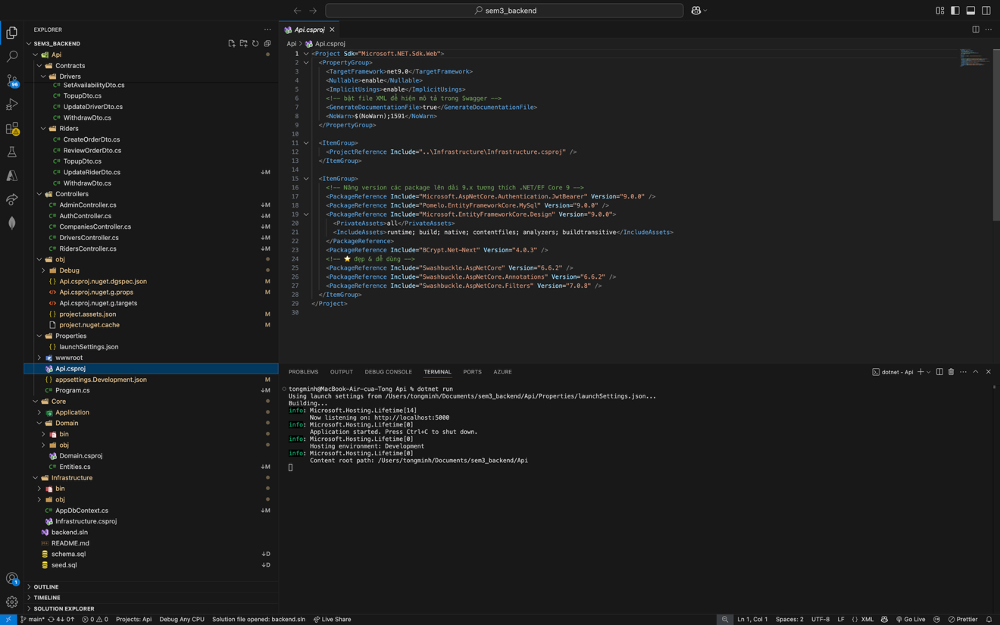 sem3_backend
EXPLORER
SEM3_BACKEND
Api
Contracts
Drivers
SetAvailabilityDto.cs
TopupDto.cs
UpdateDriverDto.cs
WithdrawDto.cs
Riders
CreateOrderDto.cs
ReviewOrderDto.cs
TopupDto.cs
UpdateRiderDto.cs ↓M
WithdrawDto.cs
Controllers
AdminController.cs ↓M
AuthController.cs ↓M
CompaniesController.cs ↓M
DriversController.cs ↓M
RidersController.cs ↓M
obj
Debug
Api.csproj.nuget.dgspec.json M
Api.csproj.nuget.g.props M
Api.csproj.nuget.g.targets
project.assets.json M
project.nuget.cache M
Properties
launchSettings.json
wwwroot
Api.csproj
appsettings.Development.json M
Program.cs ↓M
Core
Application
Domain
bin
obj
Domain.csproj
Entities.cs ↓M
Infrastructure
bin
obj
AppDbContext.cs ↓M
Infrastructure.csproj
backend.sln
README.md
schema.sql ↓D
seed.sql ↓D
OUTLINE
TIMELINE
SOLUTION EXPLORER
96
1
Api.csproj
Api > Api.csproj
1 <Project Sdk="Microsoft.NET.Sdk.Web">
2 <PropertyGroup>
3 <TargetFramework>net9.0</TargetFramework>
4 <Nullable>enable</Nullable>
5 <ImplicitUsings>enable</ImplicitUsings>
6 <!-- bật file XML để hiện mô tả trong Swagger -->
7 <GenerateDocumentationFile>true</GenerateDocumentationFile>
8 <NoWarn>$(NoWarn);1591</NoWarn>
9 </PropertyGroup>
10
11 <ItemGroup>
12 <ProjectReference Include="..\Infrastructure\Infrastructure.csproj" />
13 </ItemGroup>
14
15 <ItemGroup>
16 <!-- Nâng version các package lên dải 9.x tương thích .NET/EF Core 9 -->
17 <PackageReference Include="Microsoft.AspNetCore.Authentication.JwtBearer" Version="9.0.0" />
18 <PackageReference Include="Pomelo.EntityFrameworkCore.MySql" Version="9.0.0" />
19 <PackageReference Include="Microsoft.EntityFrameworkCore.Design" Version="9.0.0">
20 <PrivateAssets>all</PrivateAssets>
21 <IncludeAssets>runtime; build; native; contentfiles; analyzers; buildtransitive</IncludeAssets>
22 </PackageReference>
23 <PackageReference Include="BCrypt.Net-Next" Version="4.0.3" />
24 <!-- ⭐ đẹp & dễ dùng -->
25 <PackageReference Include="Swashbuckle.AspNetCore" Version="6.6.2" />
26 <PackageReference Include="Swashbuckle.AspNetCore.Annotations" Version="6.6.2" />
27 <PackageReference Include="Swashbuckle.AspNetCore.Filters" Version="7.0.8" />
28 </ItemGroup>
29 </Project>
30
PROBLEMS OUTPUT DEBUG CONSOLE TERMINAL PORTS AZURE
dotnet - Api
tongminh@MacBook-Air-cua-Tong Api % dotnet run
Using launch settings from /Users/tongminh/Documents/sem3_backend/Api/Properties/launchSettings.json...
Building...
info: Microsoft.Hosting.Lifetime[14]
Now listening on: http://localhost:5000
info: Microsoft.Hosting.Lifetime[0]
Application started. Press Ctrl+C to shut down.
info: Microsoft.Hosting.Lifetime[0]
Hosting environment: Development
info: Microsoft.Hosting.Lifetime[0]
Content root path: /Users/tongminh/Documents/sem3_backend/Api
main* 4↓ 0↑ 0 0 Projects: Api Debug Any CPU Solution file opened: backend.sln Live Share Ln 1, Col 1 Spaces: 2 UTF-8 LF {} XML Go Live Prettier